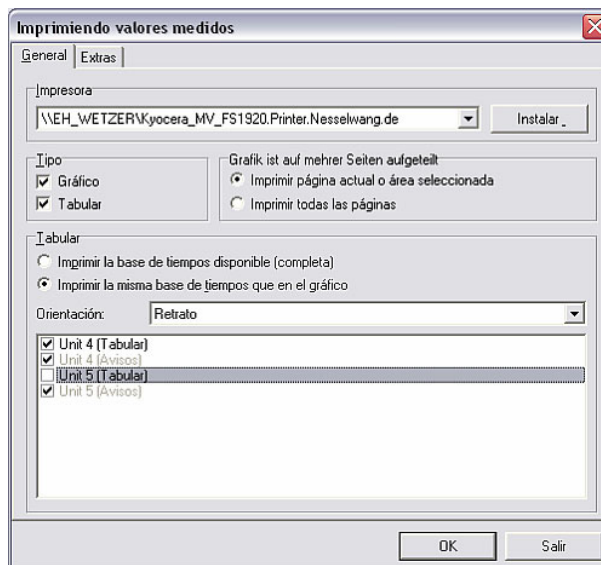 Imprimiendo valores medidos
General Extras
Impresora
\\EH_WETZER\Kyocera_MV_FS1920.Printer.Nesselwang.de Instalar _
Tipo
Gráfico
Tabular
Grafik ist auf mehrer Seiten aufgeteilt
Imprimir página actual o área seleccionada
Imprimir todas las páginas
Tabular
Imprimir la base de tiempos disponible (completa)
Imprimir la misma base de tiempos que en el gráfico
Orientación: Retrato
Unit 4 (Tabular)
Unit 4 (Avisos)
Unit 5 (Tabular)
Unit 5 (Avisos)
OK Salir